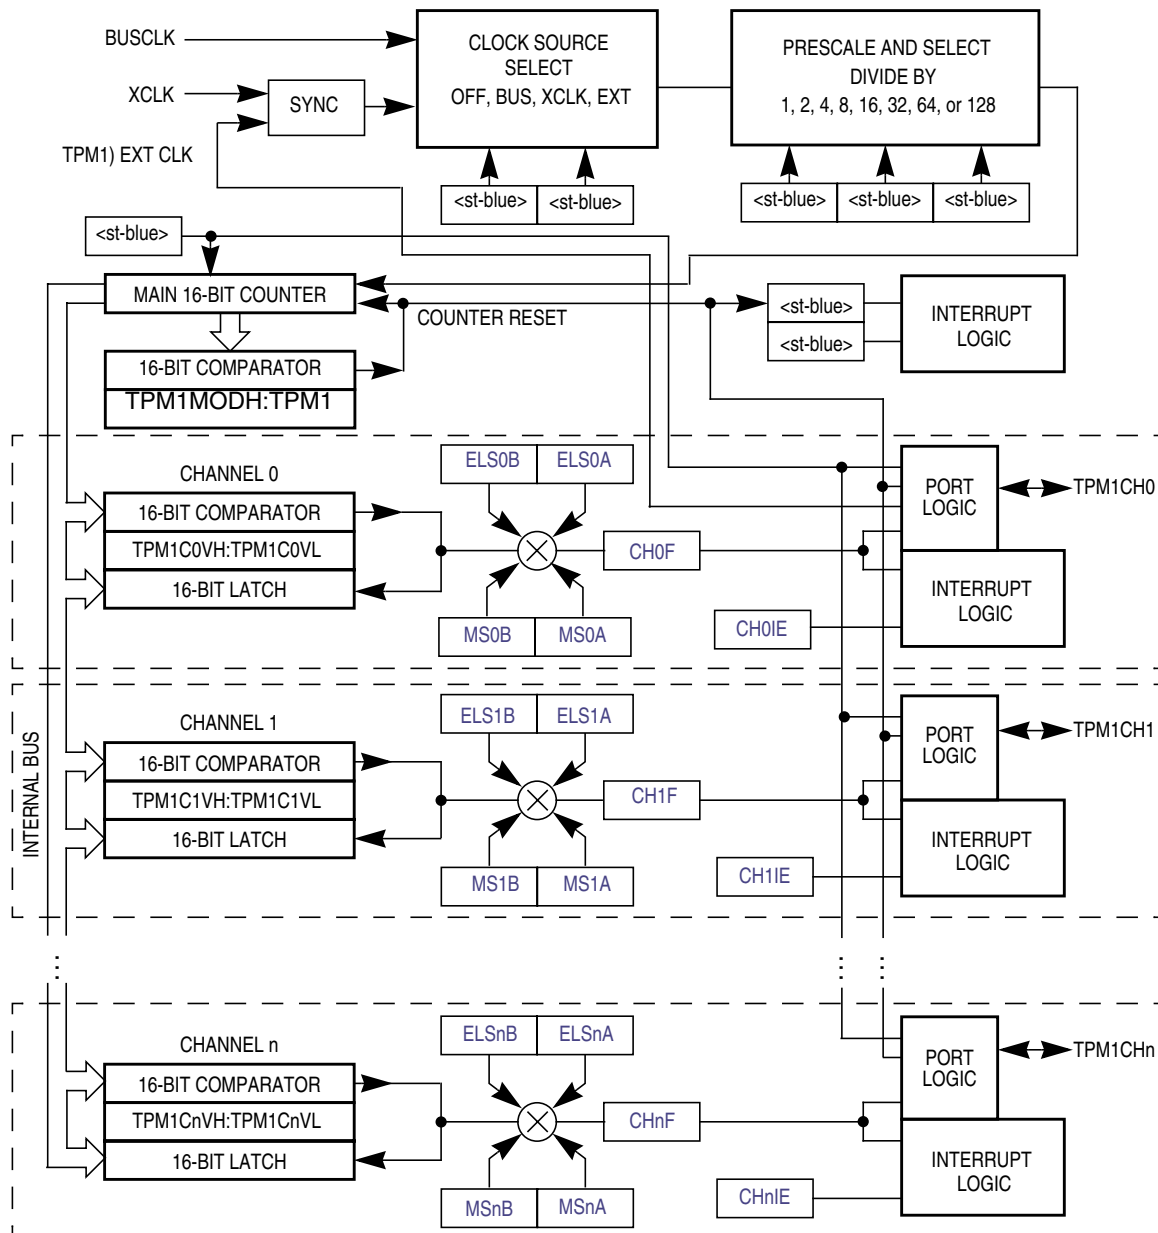 BUSCLK
CLOCK SOURCE
SELECT
OFF, BUS, XCLK, EXT
PRESCALE AND SELECT
DIVIDE BY
1, 2, 4, 8, 16, 32, 64, or 128
XCLK
SYNC
TPM1) EXT CLK
<st-blue>
<st-blue>
<st-blue>
<st-blue>
<st-blue>
<st-blue>
MAIN 16-BIT COUNTER
COUNTER RESET
<st-blue>
<st-blue>
INTERRUPT
LOGIC
16-BIT COMPARATOR
TPM1MODH:TPM1
CHANNEL 0
ELS0B
ELS0A
16-BIT COMPARATOR
TPM1C0VH:TPM1C0VL
16-BIT LATCH
CH0F
MS0B
MS0A
CH0IE
PORT
LOGIC
TPM1CH0
INTERRUPT
LOGIC
INTERNAL BUS
CHANNEL 1
ELS1B
ELS1A
16-BIT COMPARATOR
TPM1C1VH:TPM1C1VL
16-BIT LATCH
CH1F
MS1B
MS1A
CH1IE
PORT
LOGIC
TPM1CH1
INTERRUPT
LOGIC
...
...
...
CHANNEL n
ELSnB
ELSnA
16-BIT COMPARATOR
TPM1CnVH:TPM1CnVL
16-BIT LATCH
CHnF
MSnB
MSnA
CHnIE
PORT
LOGIC
TPM1CHn
INTERRUPT
LOGIC